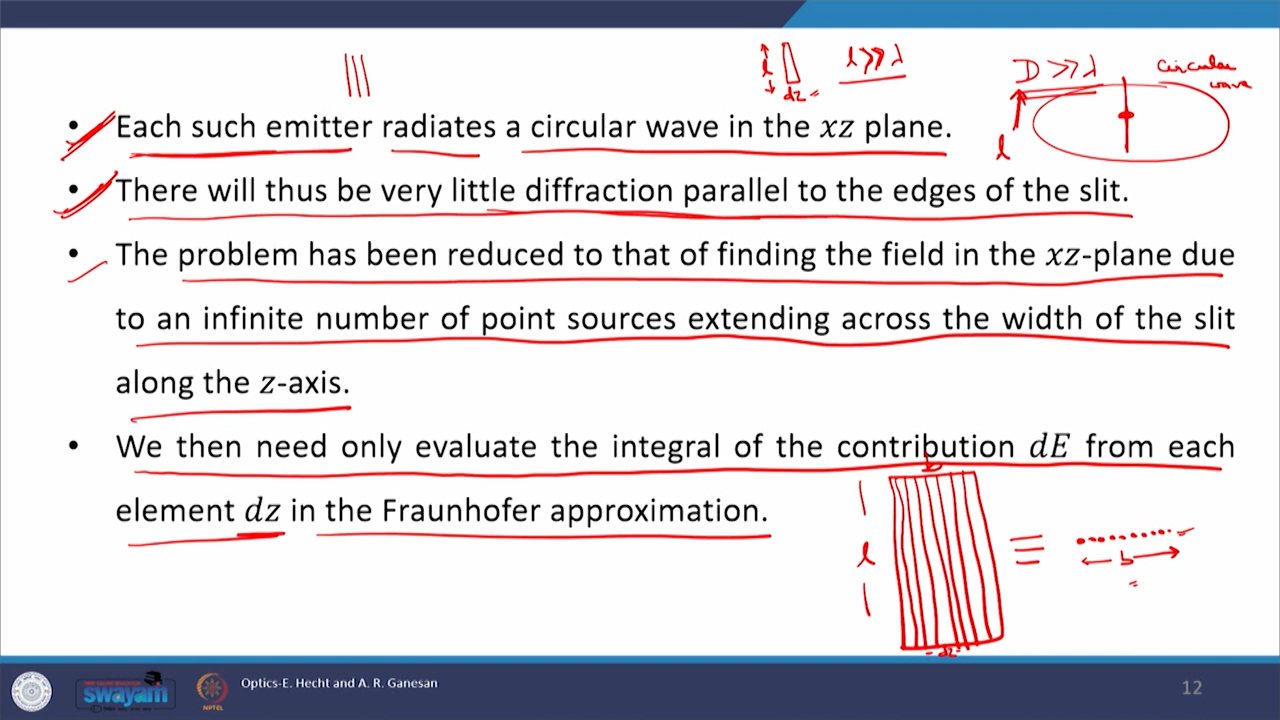 l
dz =
l >> λ
D >> λ
circular
wave
l
• Each such emitter radiates a circular wave in the xz plane.
• There will thus be very little diffraction parallel to the edges of the slit.
• The problem has been reduced to that of finding the field in the xz-plane due
to an infinite number of point sources extending across the width of the slit
along the z-axis.
• We then need only evaluate the integral of the contribution dE from each
element dz in the Fraunhofer approximation.
b
l
≡
b
dz
Optics-E. Hecht and A. R. Ganesan
swayam
NPTEL
12